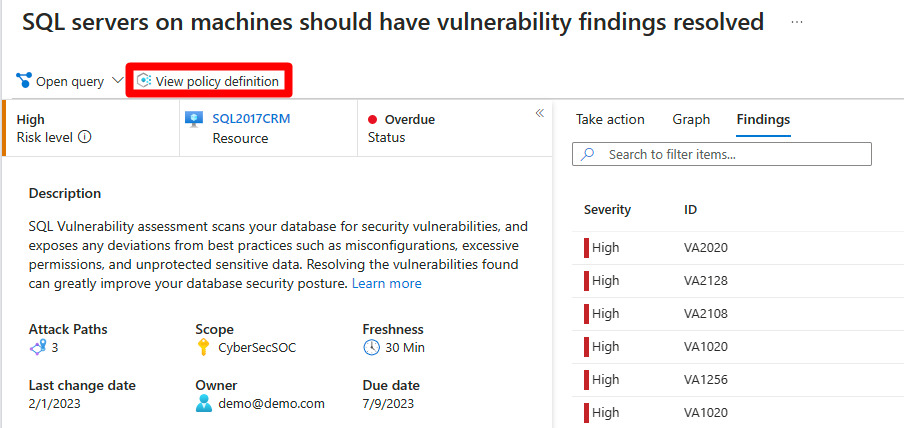 SQL servers on machines should have vulnerability findings resolved ...
Open query
View policy definition
High
Risk level
SQL2017CRM
Resource
Overdue
Status
«
Description
SQL Vulnerability assessment scans your database for security vulnerabilities, and
exposes any deviations from best practices such as misconfigurations, excessive
permissions, and unprotected sensitive data. Resolving the vulnerabilities found
can greatly improve your database security posture. Learn more
Attack Paths
3
Scope
CyberSecSOC
Freshness
30 Min
Last change date
2/1/2023
Owner
demo@demo.com
Due date
7/9/2023
Take action Graph Findings
Search to filter items...
Severity ID
High VA2020
High VA2128
High VA2108
High VA1020
High VA1256
High VA1020